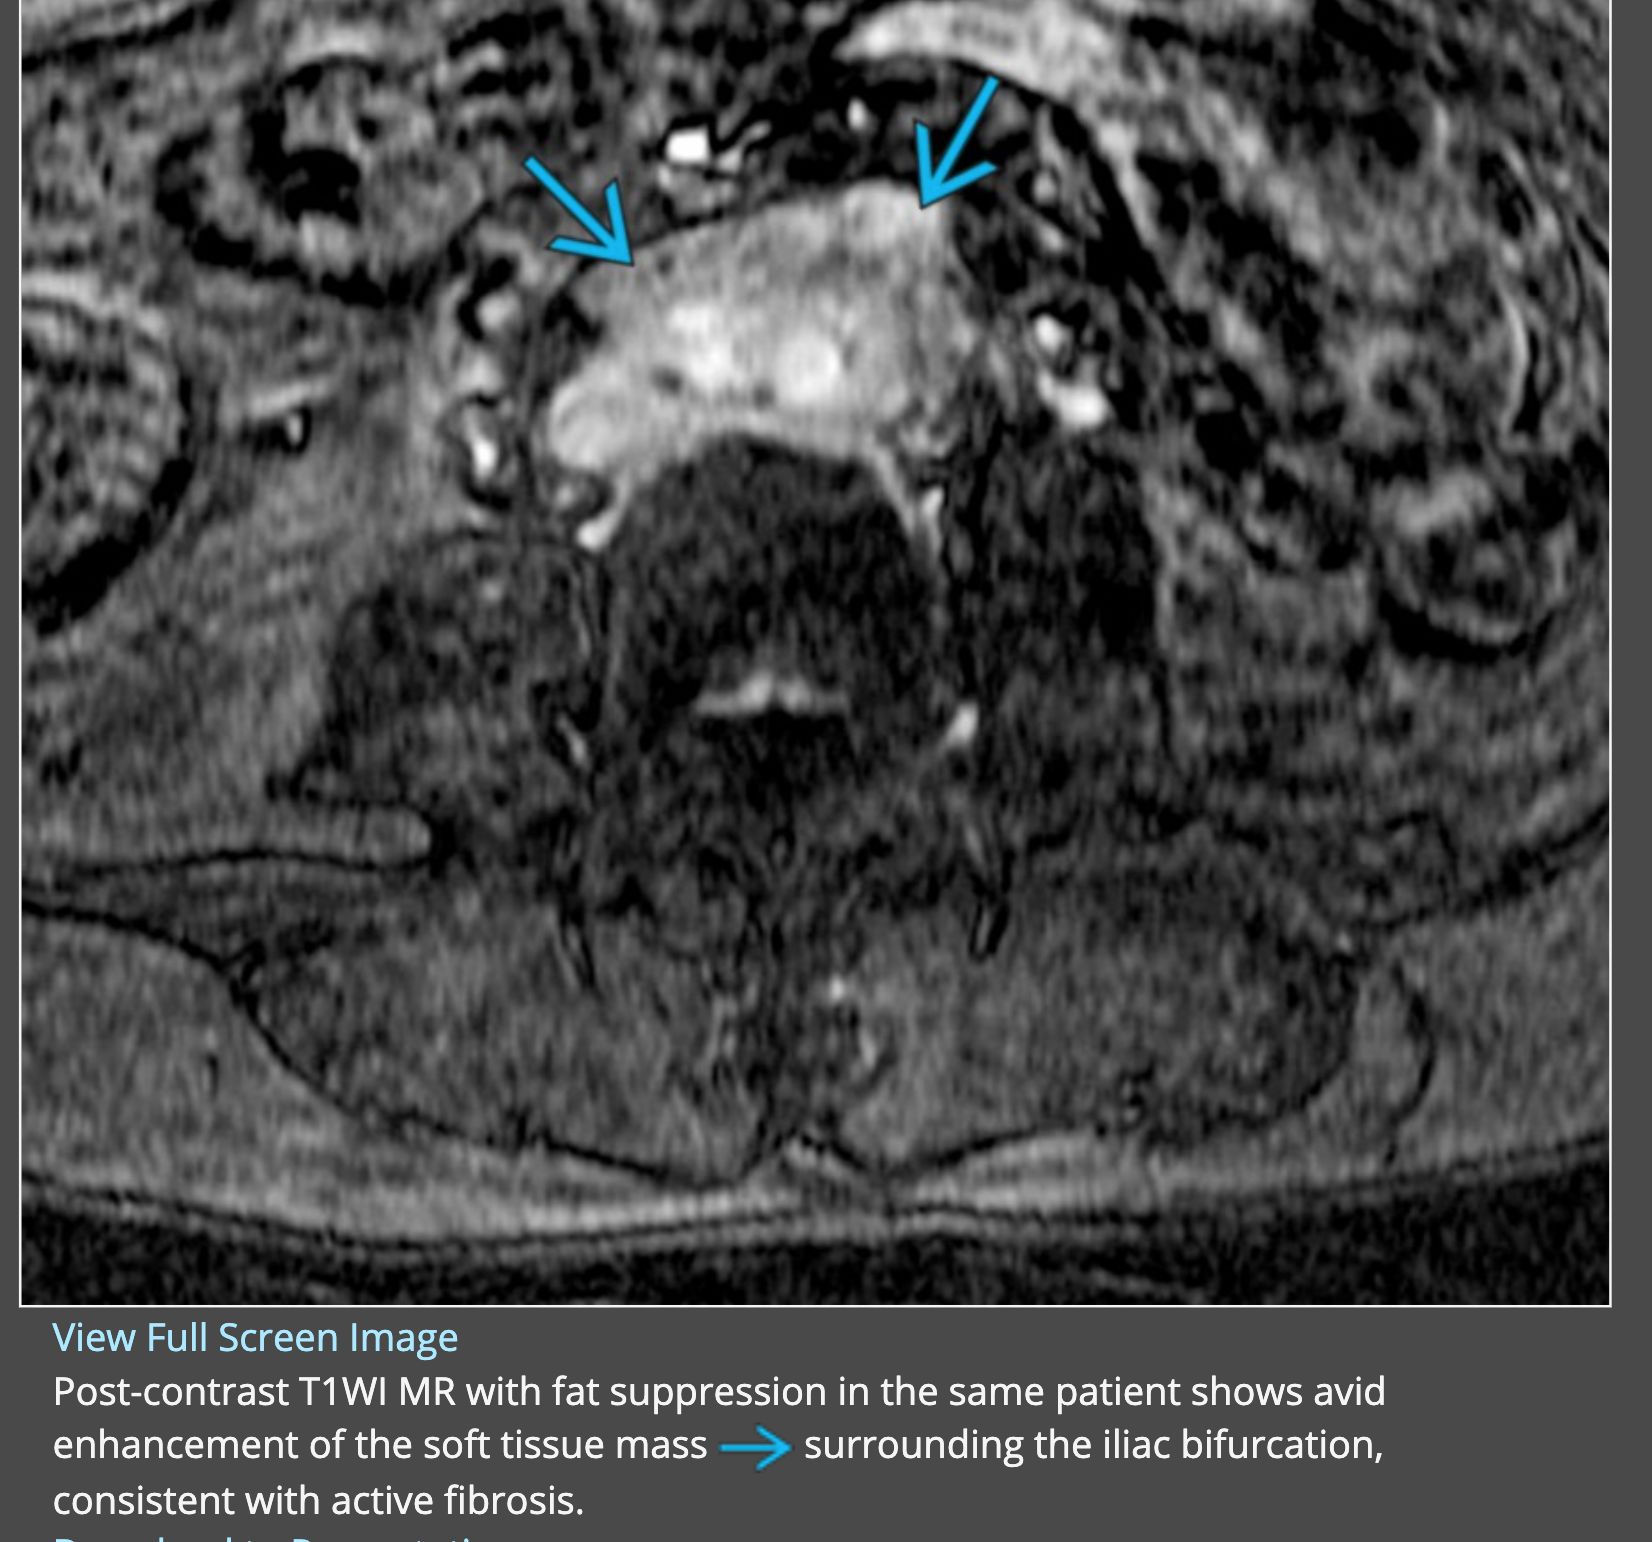 View Full Screen Image
Post-contrast T1WI MR with fat suppression in the same patient shows avid
enhancement of the soft tissue mass → surrounding the iliac bifurcation,
consistent with active fibrosis.